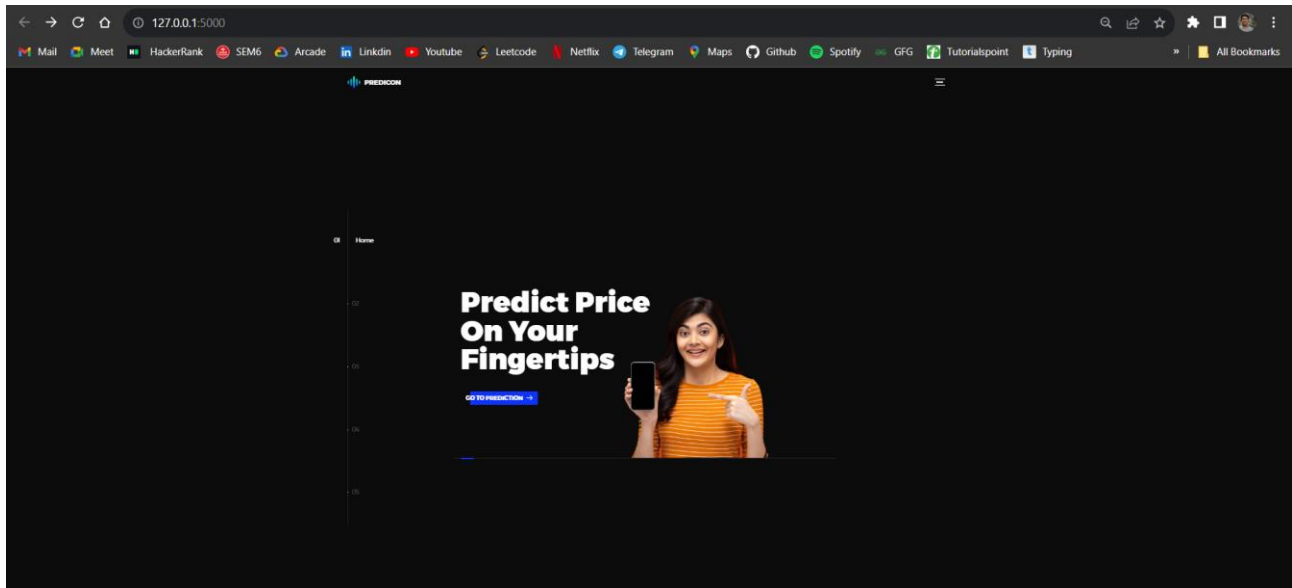 127.0.0.1:5000
Mail Meet HackerRank SEM6 Arcade Linkdin Youtube Leetcode Netflix Telegram Maps Github Spotify GFG Tutorialspoint Typing » All Bookmarks
PREDICON
01 Home
02
03
04
05
Predict Price
On Your
Fingertips
GO TO PREDICTION →